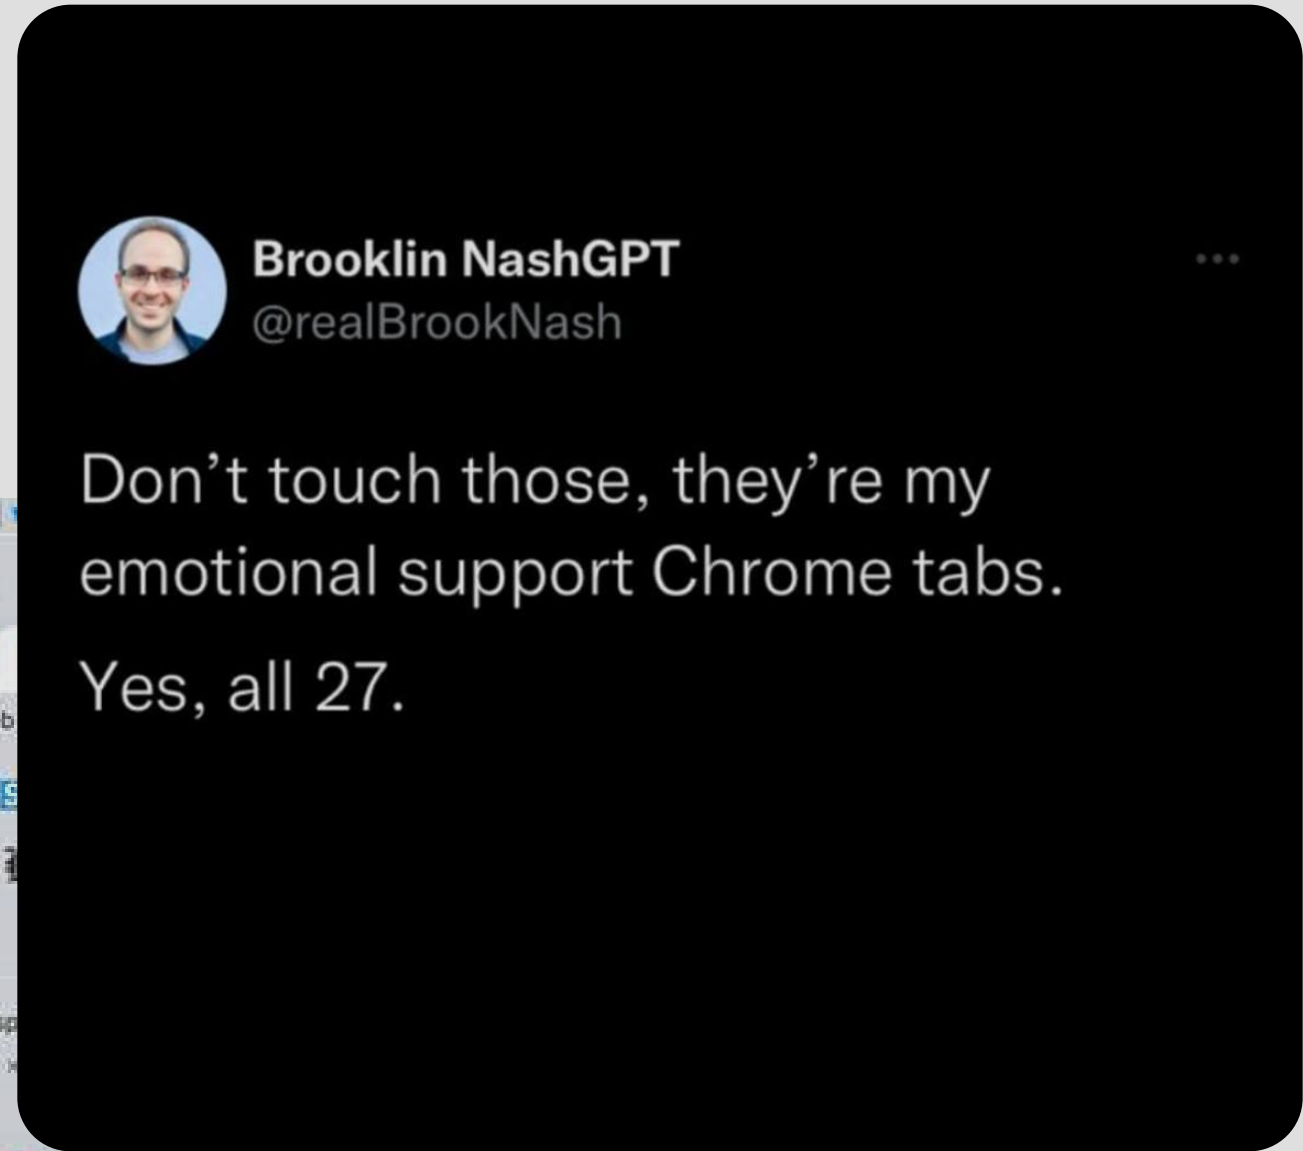 Brooklin NashGPT
@realBrookNash
Don’t touch those, they’re my
emotional support Chrome tabs.
Yes, all 27.